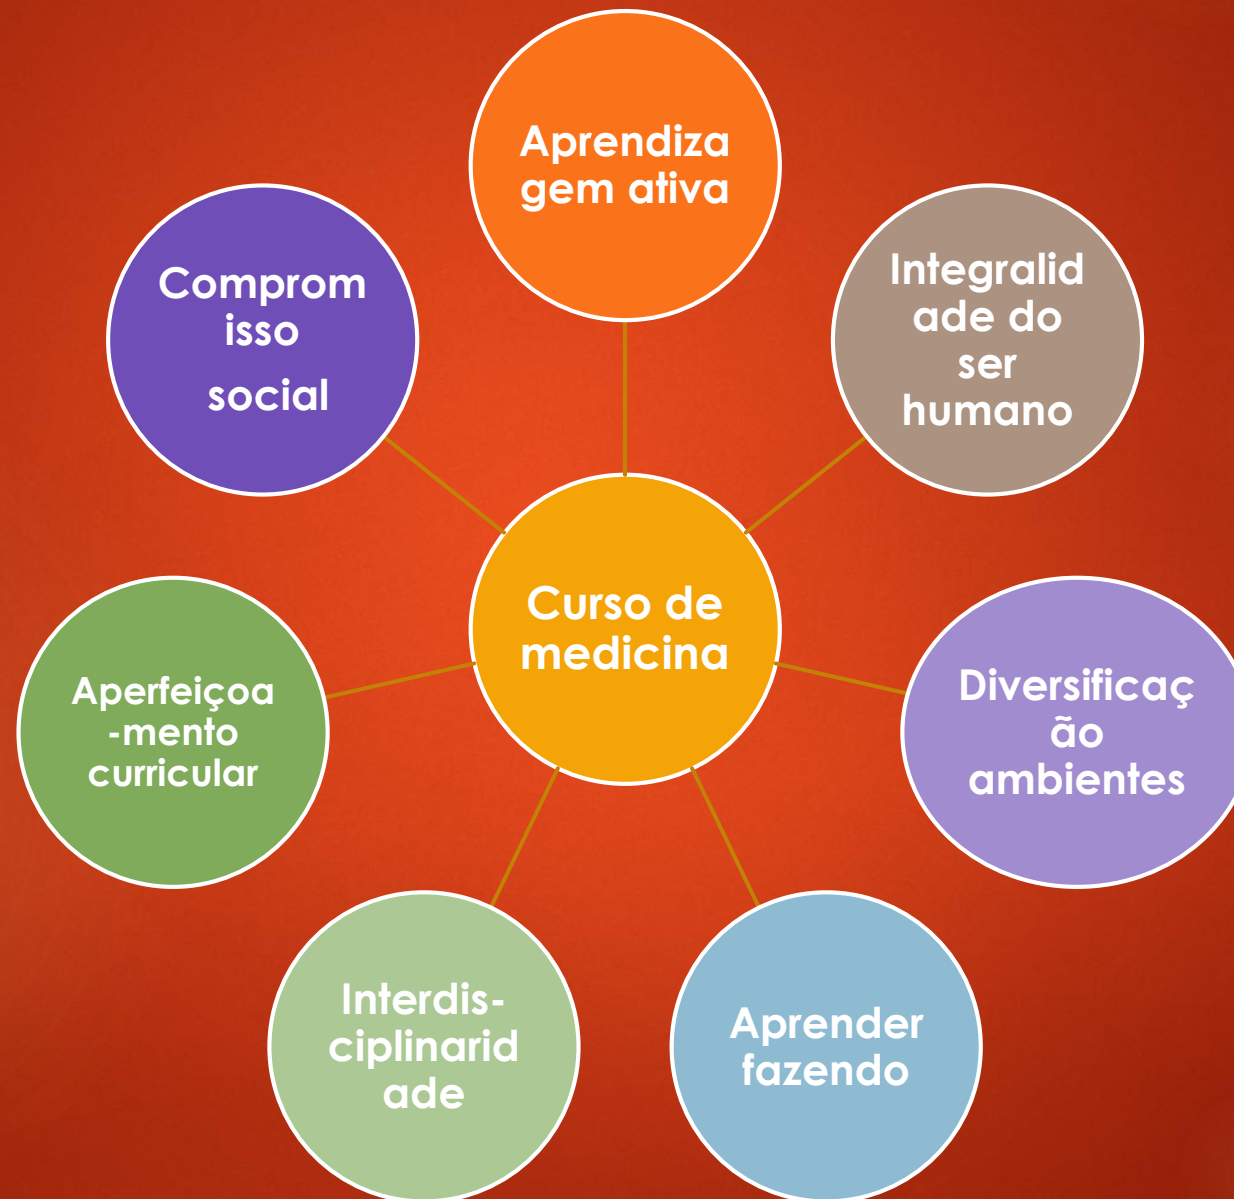 Aprendiza
gem ativa
Integralid
ade do
ser
humano
Diversificaç
ão
ambientes
Aprender
fazendo
Interdis-
ciplinarid
ade
Aperfeiçoa
-mento
curricular
Comprom
isso
social
Curso de
medicina